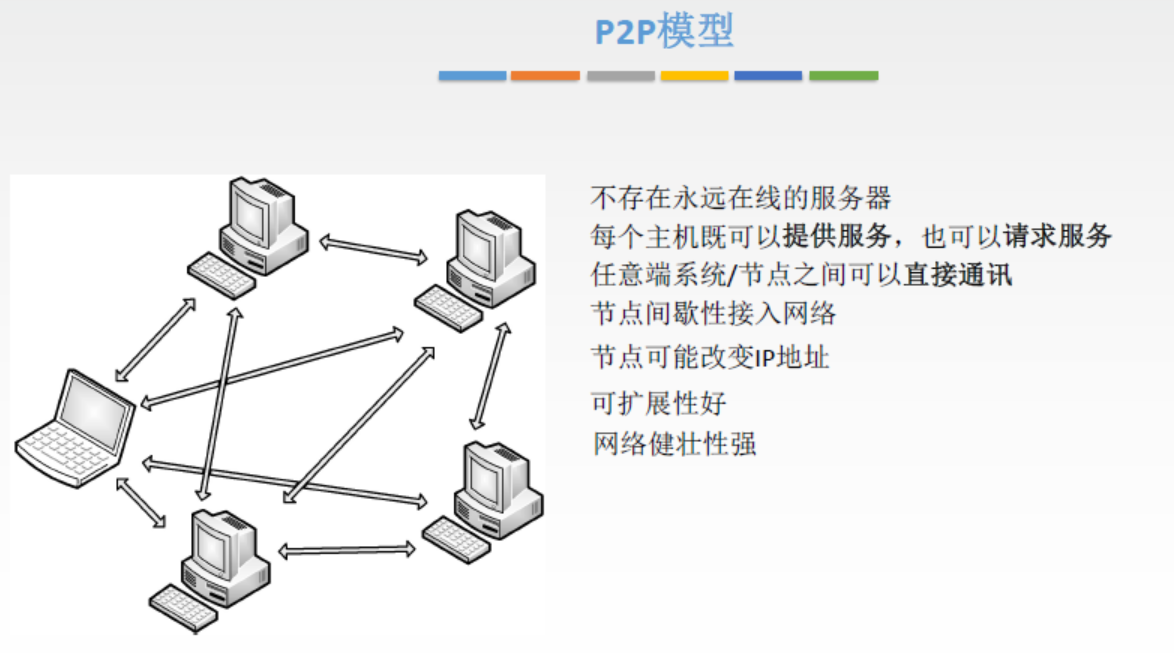 P2P模型
不存在永远在线的服务器
每个主机既可以提供服务，也可以请求服务
任意端系统/节点之间可以直接通讯
节点间歇性接入网络
节点可能改变IP地址
可扩展性好
网络健壮性强